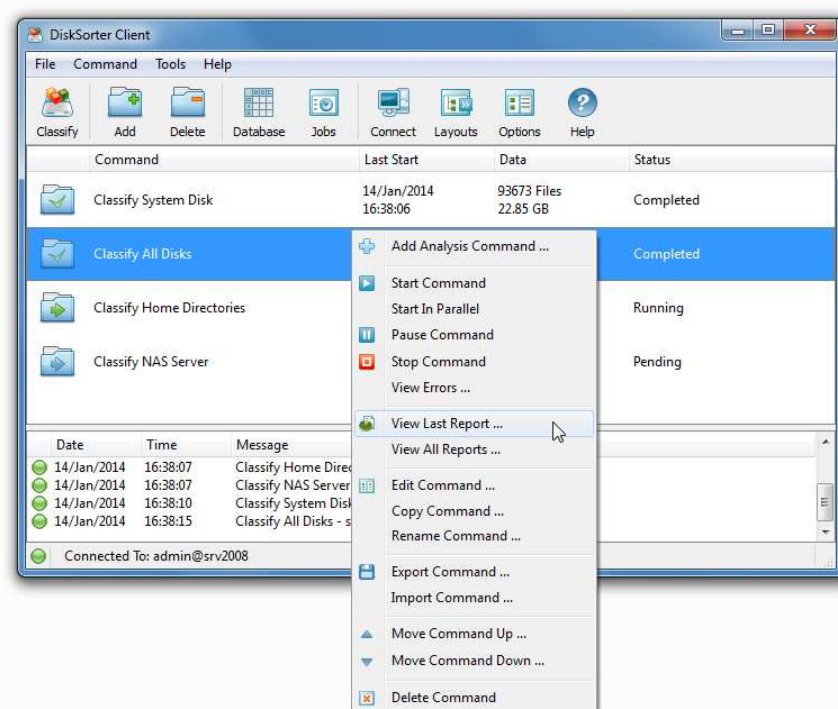 DiskSorter Client
File Command Tools Help
Classify Add Delete Database Jobs Connect Layouts Options Help
Command Last Start Data Status
Classify System Disk 14/Jan/2014 16:38:06 93673 Files 22.85 GB Completed
Classify All Disks Completed
Classify Home Directories Running
Classify NAS Server Pending
Add Analysis Command ...
Start Command
Start In Parallel
Pause Command
Stop Command
View Errors ...
View Last Report ...
View All Reports ...
Edit Command ...
Copy Command ...
Rename Command ...
Export Command ...
Import Command ...
Move Command Up ...
Move Command Down ...
Delete Command
Date Time Message
14/Jan/2014 16:38:07 Classify Home Direc
14/Jan/2014 16:38:07 Classify NAS Server
14/Jan/2014 16:38:10 Classify System Disk
14/Jan/2014 16:38:15 Classify All Disks - s
Connected To: admin@srv2008